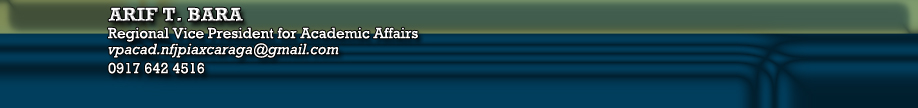 ARIF T. BARA
Regional Vice President for Academic Affairs
vpacad.nfjpiaxcaraga@gmail.com
0917 642 4516